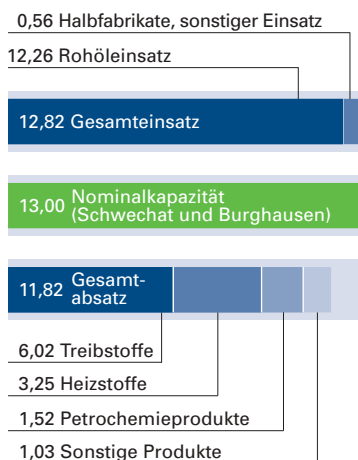 0,56 Halbfabrikate, sonstiger Einsatz
12,26 Rohöleinsatz
12,82 Gesamteinsatz
13,00 Nominalkapazität
(Schwechat und Burghausen)
11,82 Gesamt-
absatz
6,02 Treibstoffe
3,25 Heizstoffe
1,52 Petrochemieprodukte
1,03 Sonstige Produkte